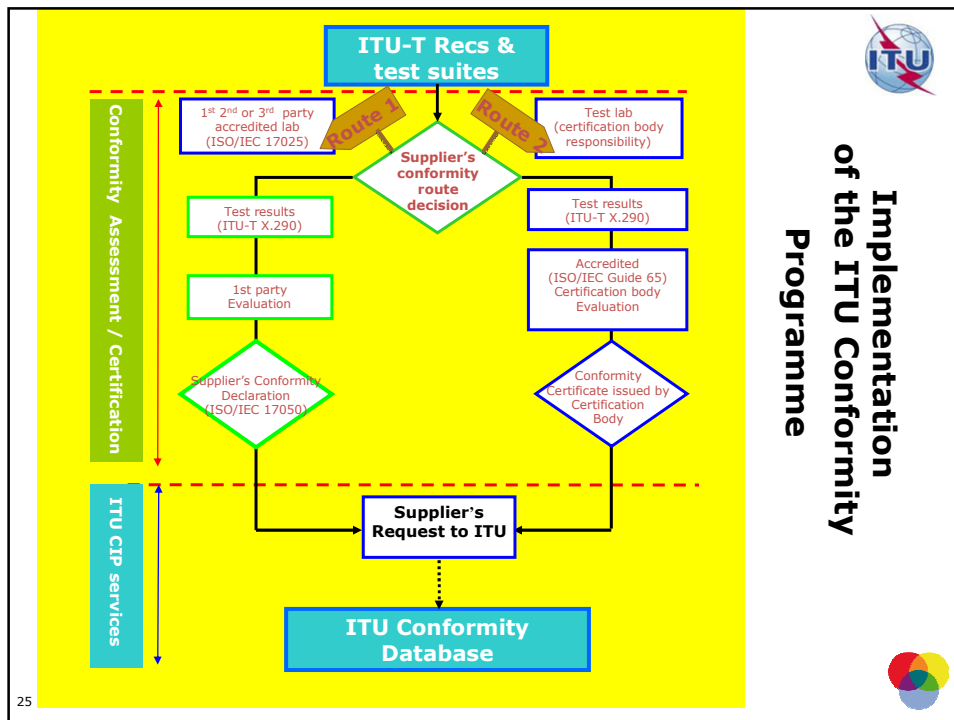 ITU-T Recs &
test suites
ITU
Implementation
of the ITU Conformity
Programme
Conformity Assessment / Certification
1st 2nd or 3rd party
accredited lab
(ISO/IEC 17025)
Route 1
Route 2
Test lab
(certification body
responsibility)
Supplier's
conformity
route
decision
Test results
(ITU-T X.290)
1st party
Evaluation
Supplier's Conformity
Declaration
(ISO/IEC 17050)
Test results
(ITU-T X.290)
Accredited
(ISO/IEC Guide 65)
Certification body
Evaluation
Conformity
Certificate issued by
Certification
Body
ITU CIP services
Supplier's
Request to ITU
ITU Conformity
Database
25